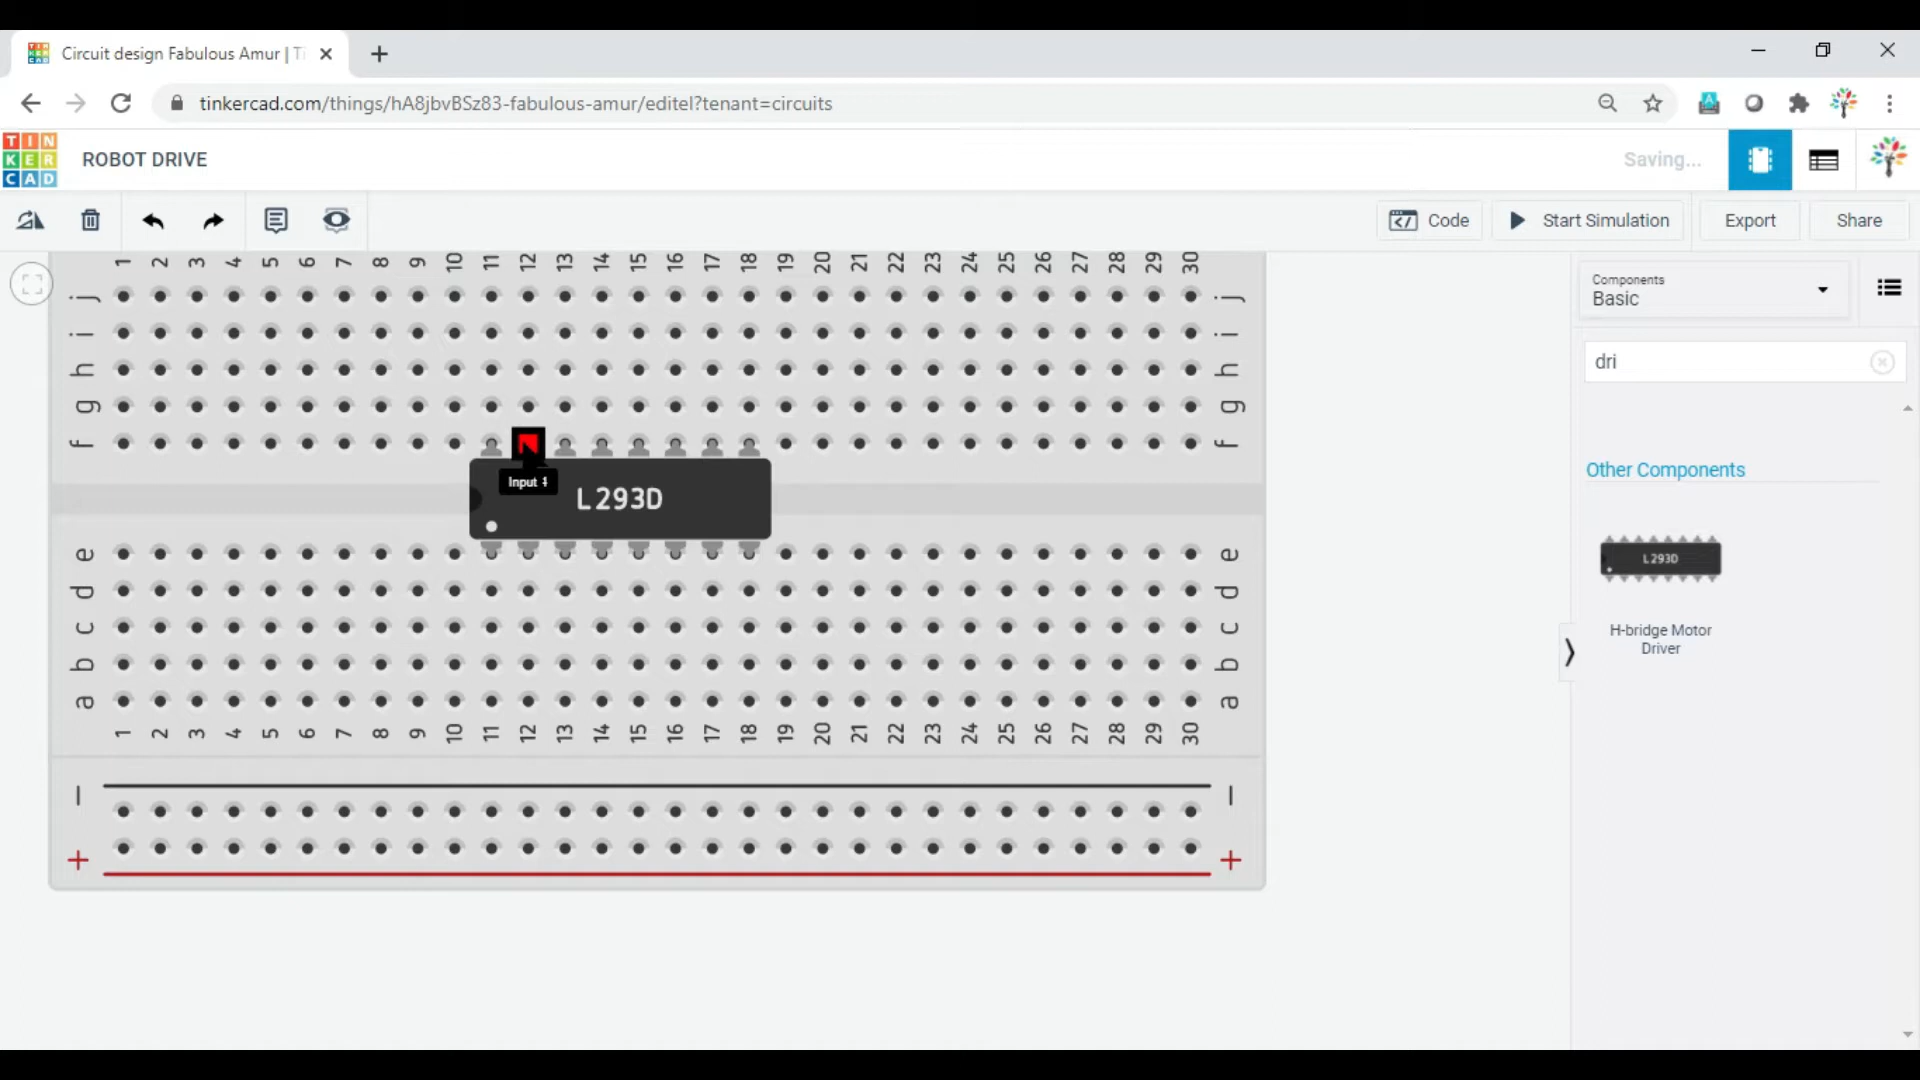 Circuit design Fabulous Amur | Ti
tinkercad.com/things/hA8jbvBSz83-fabulous-amur/editel?tenant=circuits
TIN
KER
CAD
ROBOT DRIVE
Saving...
Code
Start Simulation
Export
Share
1 2 3 4 5 6 7 8 9 10 11 12 13 14 15 16 17 18 19 20 21 22 23 24 25 26 27 28 29 30
j j
i i
h h
g g
f f
Input 4
L293D
e e
d d
c c
b b
a a
1 2 3 4 5 6 7 8 9 10 11 12 13 14 15 16 17 18 19 20 21 22 23 24 25 26 27 28 29 30
Components
Basic
dri
Other Components
L293D
H-bridge Motor
Driver